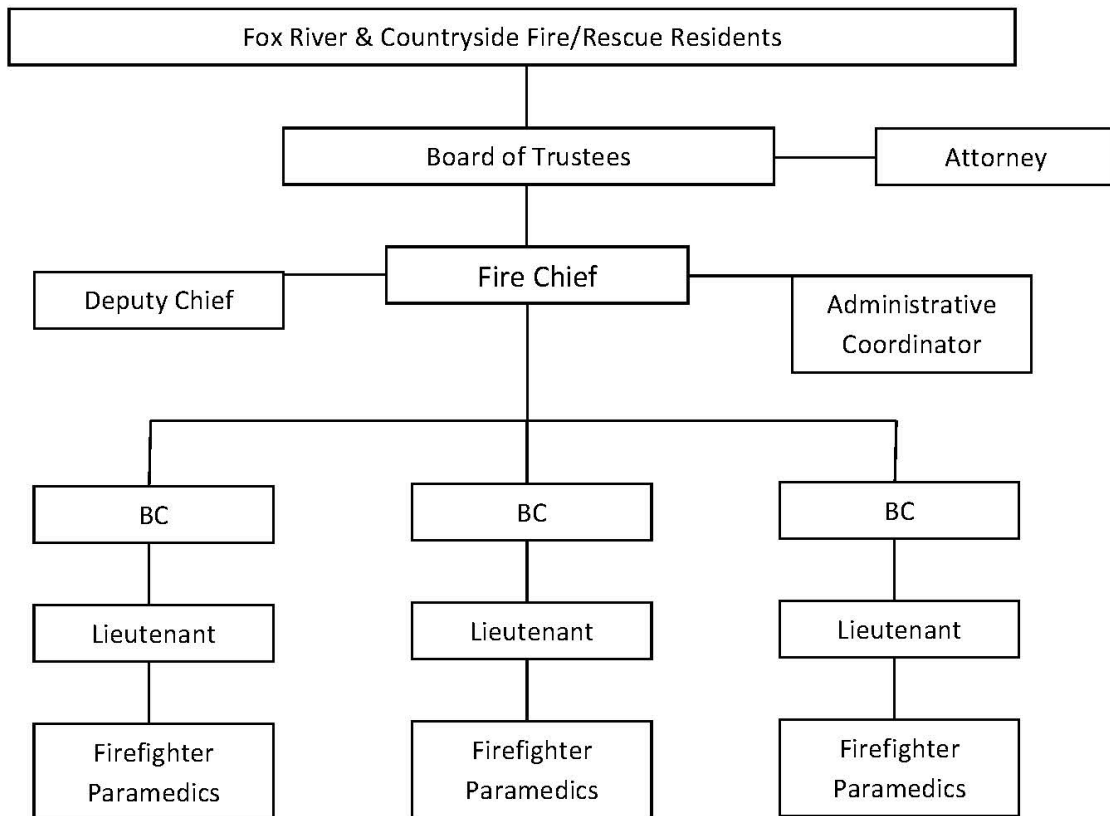 Fox River & Countryside Fire/Rescue Residents
Board of Trustees
Attorney
Fire Chief
Deputy Chief
Administrative
Coordinator
BC
BC
BC
Lieutenant
Lieutenant
Lieutenant
Firefighter
Paramedics
Firefighter
Paramedics
Firefighter
Paramedics